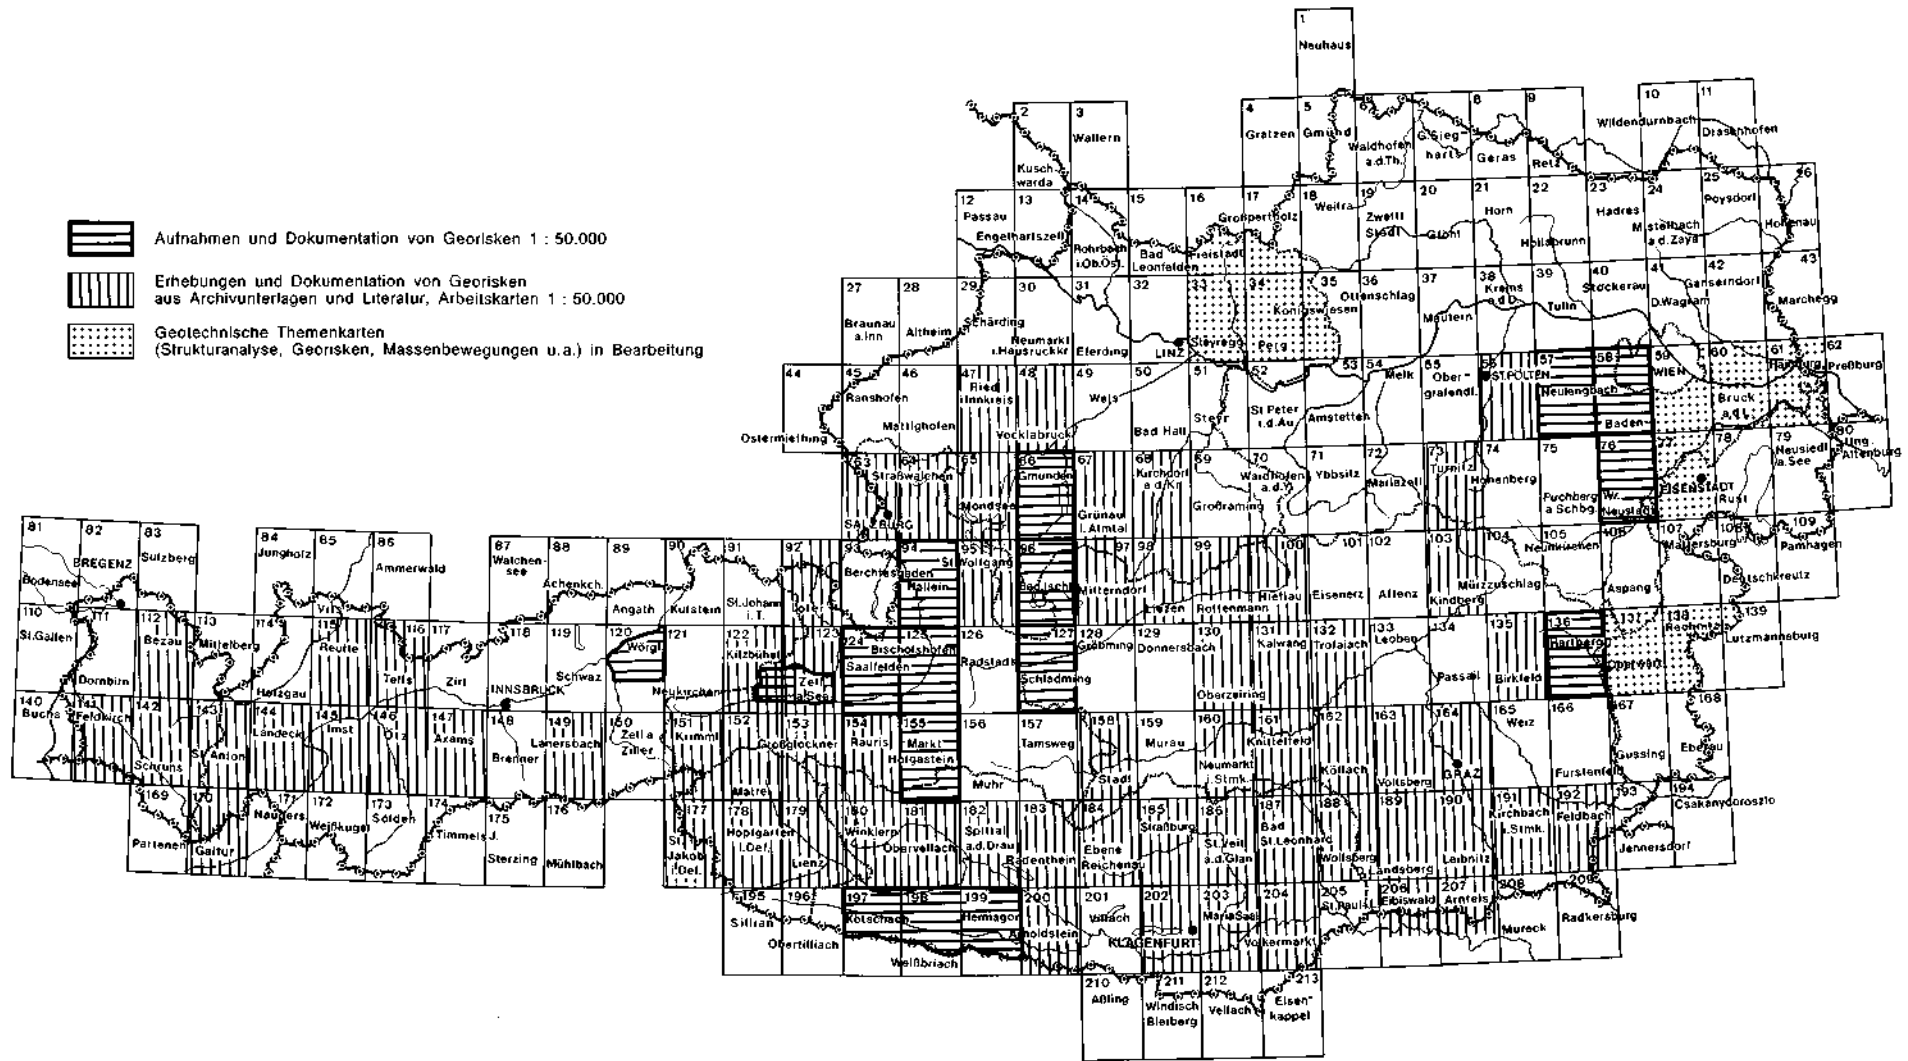 Aufnahmen und Dokumentation von Georisken 1 : 50.000
Erhebungen und Dokumentation von Georisken
aus Archivunterlagen und Literatur, Arbeitskarten 1 : 50.000
Geotechnische Themenkarten
(Strukturanalyse, Georisken, Massenbewegungen u.a.) in Bearbeitung
1
Neuhaus
2
Kusch-
warda
3
Wallern
4
Gratzen
5
Gmünd
6
Waldhofen
a.d.Th.
7
G.Sieg-
harts
8
Geras
9
Retz
10
Wildendürnbach
11
Drasenhofen
12
Passau
13
Engelhartszell
14
Rohrbach
i.Ob.Öst.
15
Bad
Leonfelden
16
Freistadt
17
Großpertholz
18
Weitra
19
Zwettl
Stadt
20
Gföhl
21
Horn
22
Hollabrunn
23
Hadres
24
Mistelbach
a.d.Zaya
25
Poysdorf
26
Hohenau
27
Braunau
a.Inn
28
Altheim
29
Schärding
30
Neumarkt
i.Hausruckkr
31
Eferding
32
LINZ
33
Steyregg
34
Perg
35
Königswiesen
36
Ottenschlag
37
Mautern
38
Krems
a.d.D.
39
Tulln
40
Stockerau
41
D.Wagram
42
Gänserndorf
43
Marchegg
44
Ostermiething
45
Ranshofen
46
Mattighofen
47
Ried
i.Innkreis
48
Vöcklabruck
49
Wels
50
Bad Hall
51
Steyr
52
St Peter
i.d.Au
53
Amstetten
54
Melk
55
Ober-
grafendf.
56
ST.PÖLTEN
57
Neulengbach
58
Baden
59
WIEN
60
Bruck
a.d.L.
61
Hainburg
62
Preßburg
63
SALZBURG
64
Straßwalchen
65
Mondsee
66
Gmunden
67
Grünau
i.Almtal
68
Kirchdorf
a.d.Kr.
69
Großraming
70
Waidhofen
a.d.Y.
71
Ybbsitz
72
Mariazell
73
Türnitz
74
Hohenberg
75
Puchberg
a Schbg.
76
Wr.
Neustadt
77
EISENSTADT
78
Rust
79
Neusiedl
a.See
80
Ung.
Altenburg
81
Bodensee
82
BREGENZ
83
Sulzberg
84
Jungholz
85
Vils
86
Ammerwald
87
Walchen-
see
88
Achenkch.
89
Angath
90
Kufstein
91
St.Johann
i.T.
92
Lofer
93
Berchtesgaden
94
Hallein
95
St.Wolfgang
96
Bad Ischl
97
Mitterndorf
98
Liezen
99
Rottenmann
100
Hieflau
101
Eisenerz
102
Aflenz
103
Kindberg
104
Mürzzuschlag
105
Neunkirchen
106
Aspang
107
Mattersburg
108
Deutschkreutz
109
Pamhagen
110
St.Gallen
111
Dornbirn
112
Bezau
113
Mittelberg
114
Holzgau
115
Reutte
116
Telfs
117
Zirl
118
INNSBRUCK
119
Schwaz
120
Wörgl
121
Neukirchen
122
Kitzbühel
123
Zell
a.See
124
Saalfelden
125
Bischofshofen
126
Radstadt
127
Schladming
128
Gröbming
129
Donnersbach
130
Oberzeiring
131
Kalwang
132
Trofaiach
133
Leoben
134
Passail
135
Birkfeld
136
Hartberg
137
Oberwart
138
Rechnitz
139
Lutzmannsburg
140
Buchs
141
Feldkirch
142
Schruns
143
St.Anton
144
Landeck
145
Imst
146
Ötz
147
Axams
148
Brenner
149
Lanersbach
150
Zell a
Ziller
151
Krimml
152
Matrei
153
Großglockner
154
Rauris
155
Markt
Hofgastein
156
Muhr
157
Tamsweg
158
Stadl
159
Murau
160
Neumarkt
i.Stmk.
161
Knittelfeld
162
Köflach
163
Voitsberg
164
GRAZ
165
Weiz
166
Fürstenfeld
167
Güssing
168
Eberau
169
Partenen
170
Galtür
171
Nauders
172
Weißkugel
173
Sölden
174
Timmels J.
175
Sterzing
176
Mühlbach
177
St.
Jakob
i.Def.
178
Hopfgarten
i.Def.
179
Lienz
180
Winklern
181
Obervellach
182
Spittal
a.d.Drau
183
Radenthein
184
Ebene
Reichenau
185
Straßburg
186
St.Veit
a.d.Glan
187
Bad
St.Leonhard
188
Wolfsberg
189
D.Landsberg
190
Leibnitz
191
Kirchbach
i.Stmk.
192
Feldbach
193
Jennersdorf
194
Csakanydoroszlo
195
Sillian
196
Obertilliach
197
Kötschach
198
Weißbriach
199
Hermagor
200
Arnoldstein
201
Villach
202
KLAGENFURT
203
Maria Saal
204
Völkermarkt
205
St.Paul i.L.
206
Eibiswald
207
Arnfels
208
Mureck
209
Radkersburg
210
Aßling
211
Windisch
Bleiberg
212
Vellach
213
Eisen-
kappel